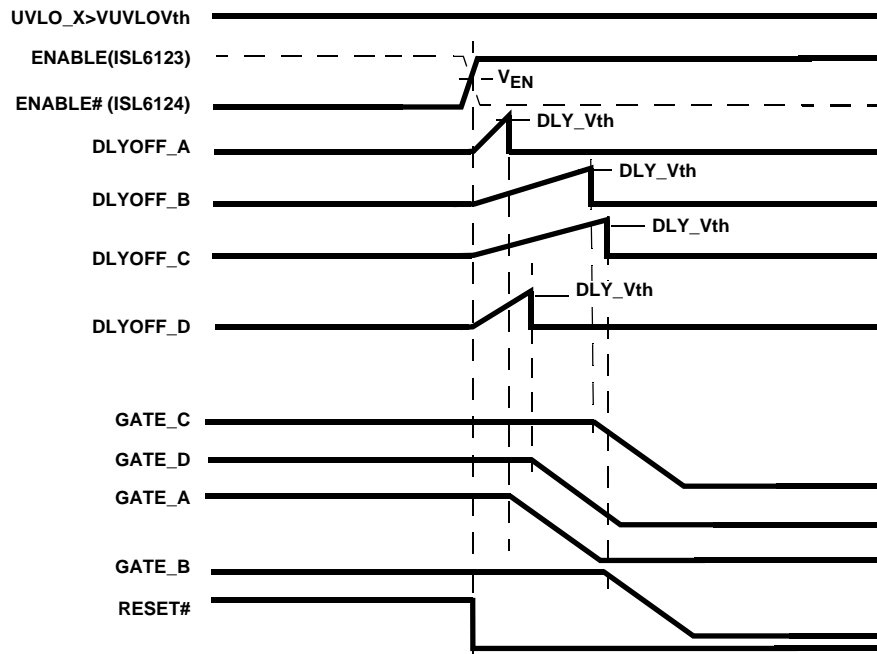 UVLO_X>VUVLOVth
ENABLE(ISL6123)
VEN
ENABLE# (ISL6124)
DLY_Vth
DLYOFF_A
DLY_Vth
DLYOFF_B
DLY_Vth
DLYOFF_C
DLY_Vth
DLYOFF_D
GATE_C
GATE_D
GATE_A
GATE_B
RESET#